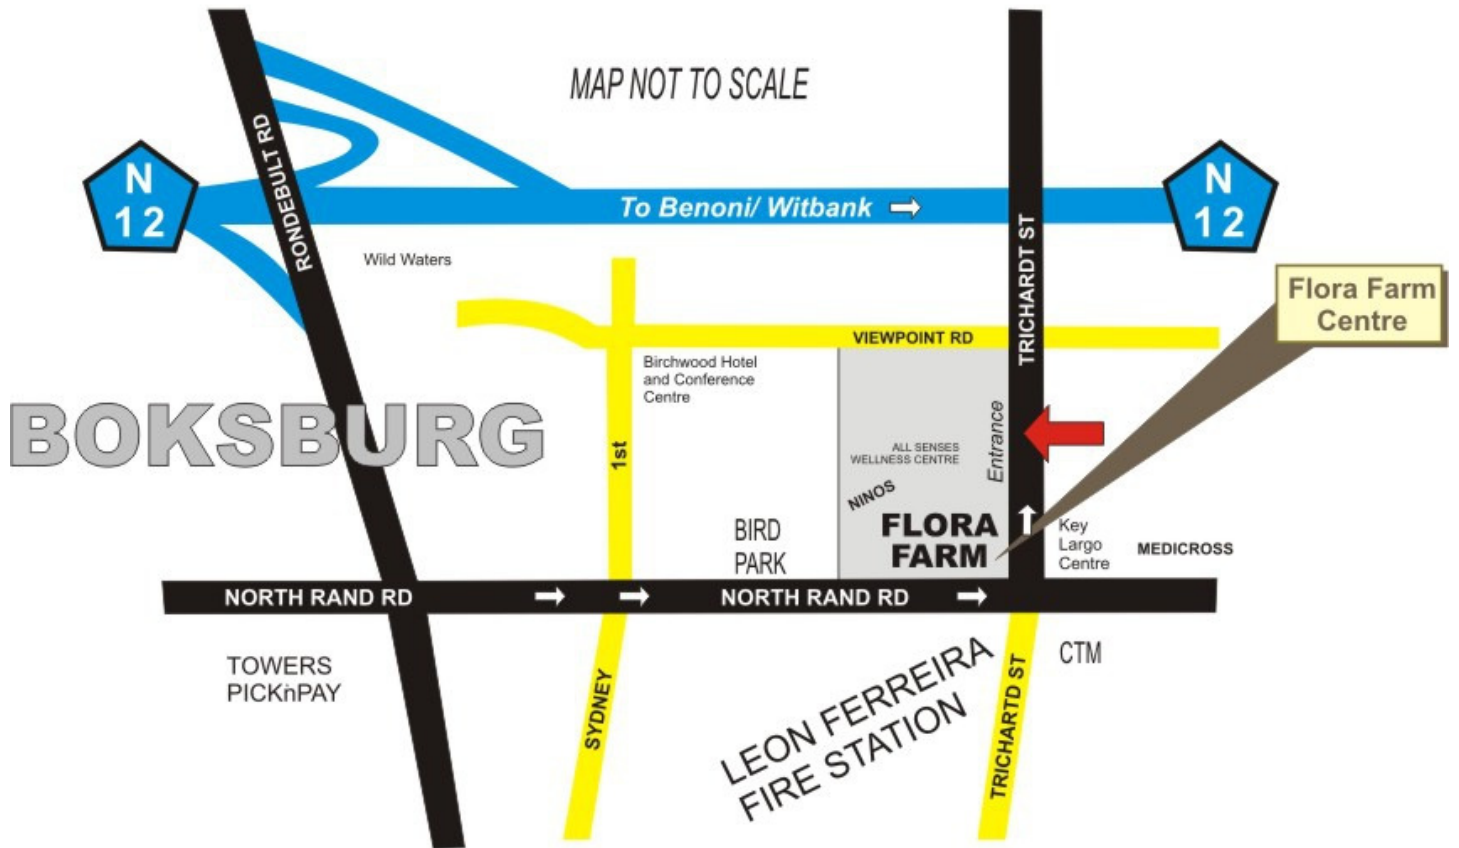 MAP NOT TO SCALE
RONDEBULT RD
N
12
To Benoni/ Witbank
N
12
TRICHARDT ST
Wild Waters
Flora Farm
Centre
VIEWPOINT RD
Birchwood Hotel
and Conference
Centre
BOKSBURG
1st
Entrance
ALL SENSES
WELLNESS CENTRE
NINOS
FLORA
FARM
BIRD
PARK
Key
Largo
Centre
MEDICROSS
NORTH RAND RD
NORTH RAND RD
TOWERS
PICK'nPAY
SYDNEY
LEON FERREIRA
FIRE STATION
TRICHARTD ST
CTM